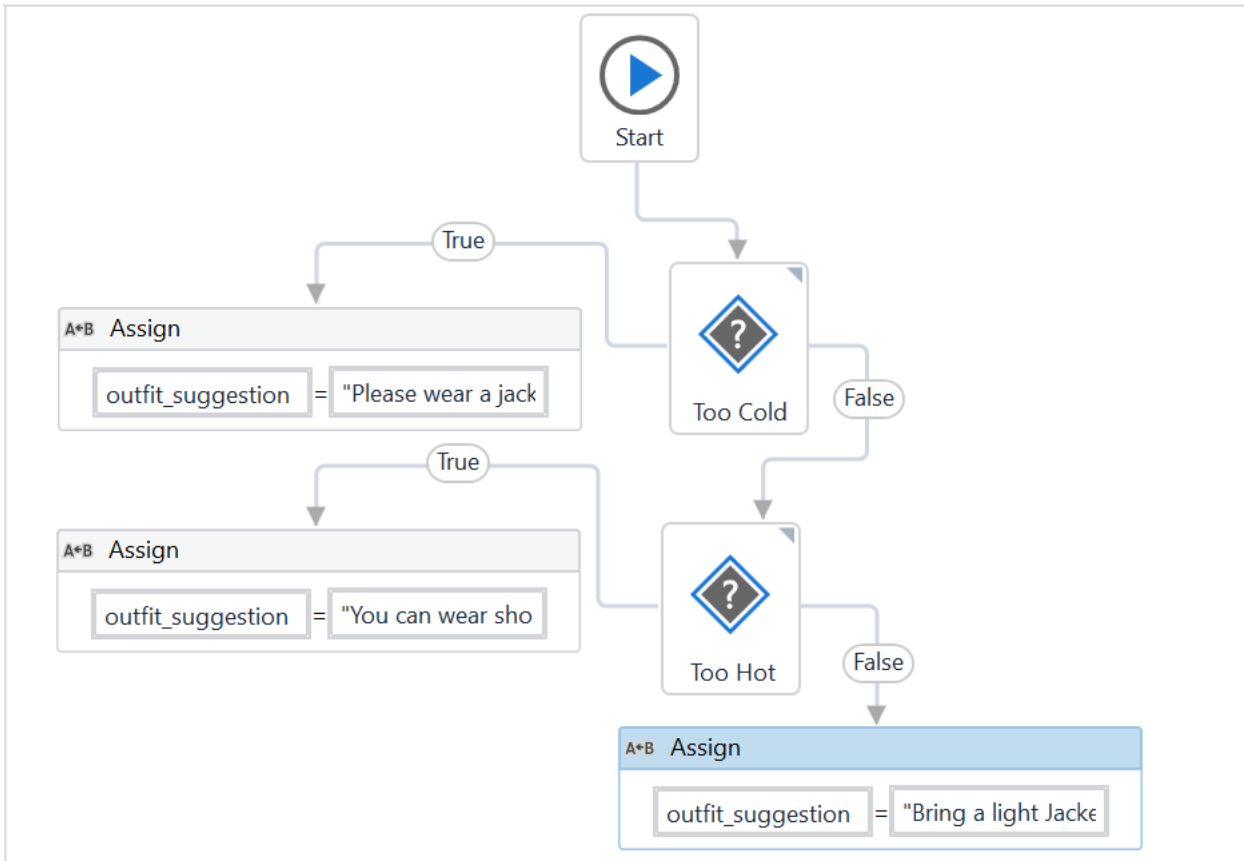 Start
True
Too Cold
False
A←B Assign
outfit_suggestion = "Please wear a jack
True
Too Hot
False
A←B Assign
outfit_suggestion = "You can wear sho
A←B Assign
outfit_suggestion = "Bring a light Jacke